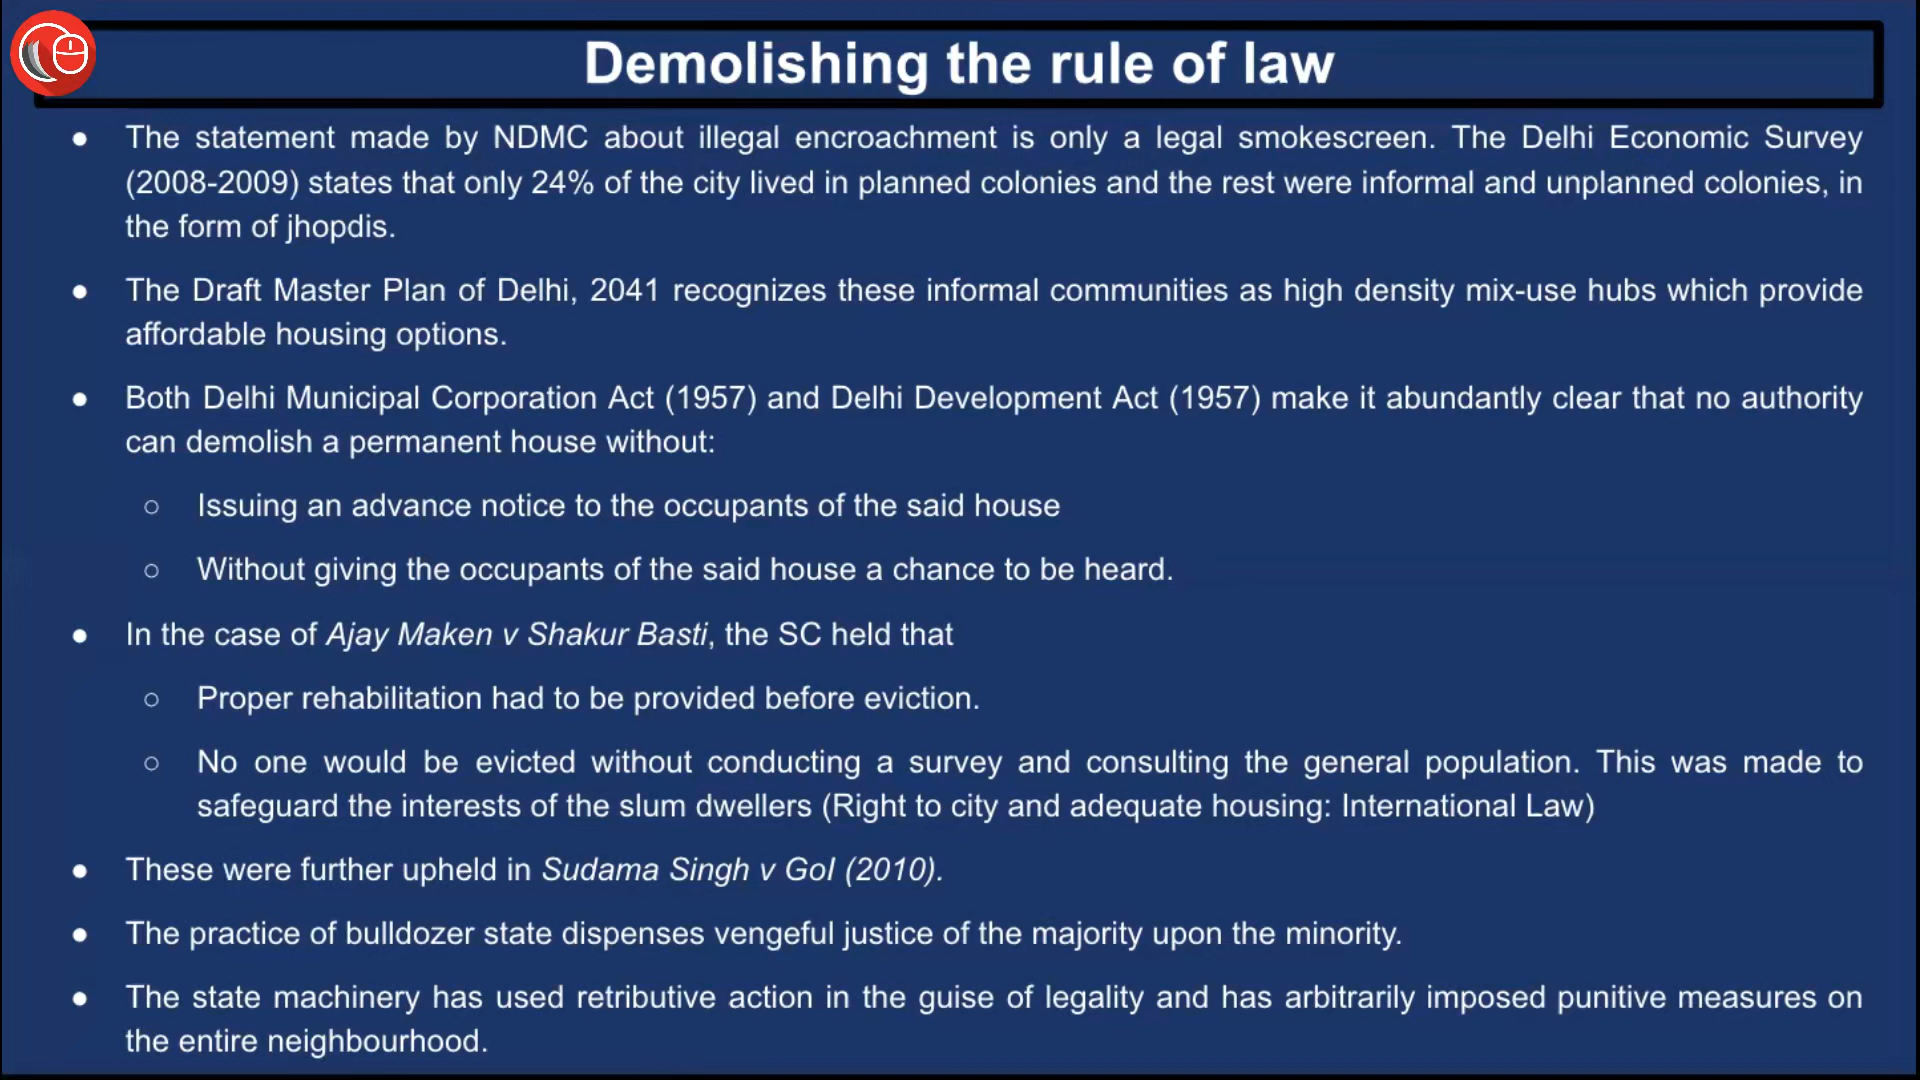 Demolishing the rule of law
● The statement made by NDMC about illegal encroachment is only a legal smokescreen. The Delhi Economic Survey
(2008-2009) states that only 24% of the city lived in planned colonies and the rest were informal and unplanned colonies, in
the form of jhopdis.
● The Draft Master Plan of Delhi, 2041 recognizes these informal communities as high density mix-use hubs which provide
affordable housing options.
● Both Delhi Municipal Corporation Act (1957) and Delhi Development Act (1957) make it abundantly clear that no authority
can demolish a permanent house without:
○ Issuing an advance notice to the occupants of the said house
○ Without giving the occupants of the said house a chance to be heard.
● In the case of Ajay Maken v Shakur Basti, the SC held that
○ Proper rehabilitation had to be provided before eviction.
○ No one would be evicted without conducting a survey and consulting the general population. This was made to
safeguard the interests of the slum dwellers (Right to city and adequate housing: International Law)
● These were further upheld in Sudama Singh v GoI (2010).
● The practice of bulldozer state dispenses vengeful justice of the majority upon the minority.
● The state machinery has used retributive action in the guise of legality and has arbitrarily imposed punitive measures on
the entire neighbourhood.